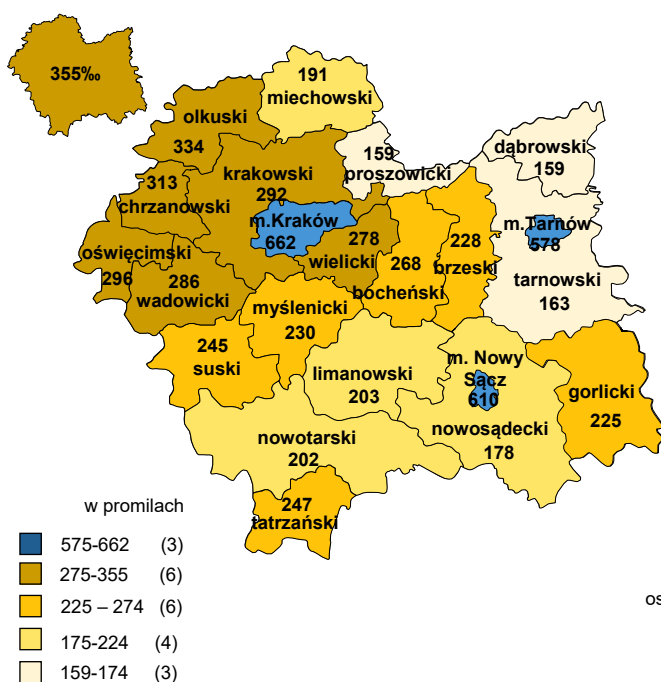 355‰
191
miechowski
olkuski
334
159
proszowicki
dąbrowski
159
313
chrzanowski
krakowski
292
m.Kraków
662
278
wielicki
268
bocheński
228
brzeski
m.Tarnów
578
tarnowski
163
oświęcimski
296
286
wadowicki
myślenicki
230
245
suski
limanowski
203
m. Nowy
Sącz
610
nowosądecki
178
gorlicki
225
nowotarski
202
247
tatrzański
w promilach
575-662 (3)
275-355 (6)
225 – 274 (6)
175-224 (4)
159-174 (3)
os